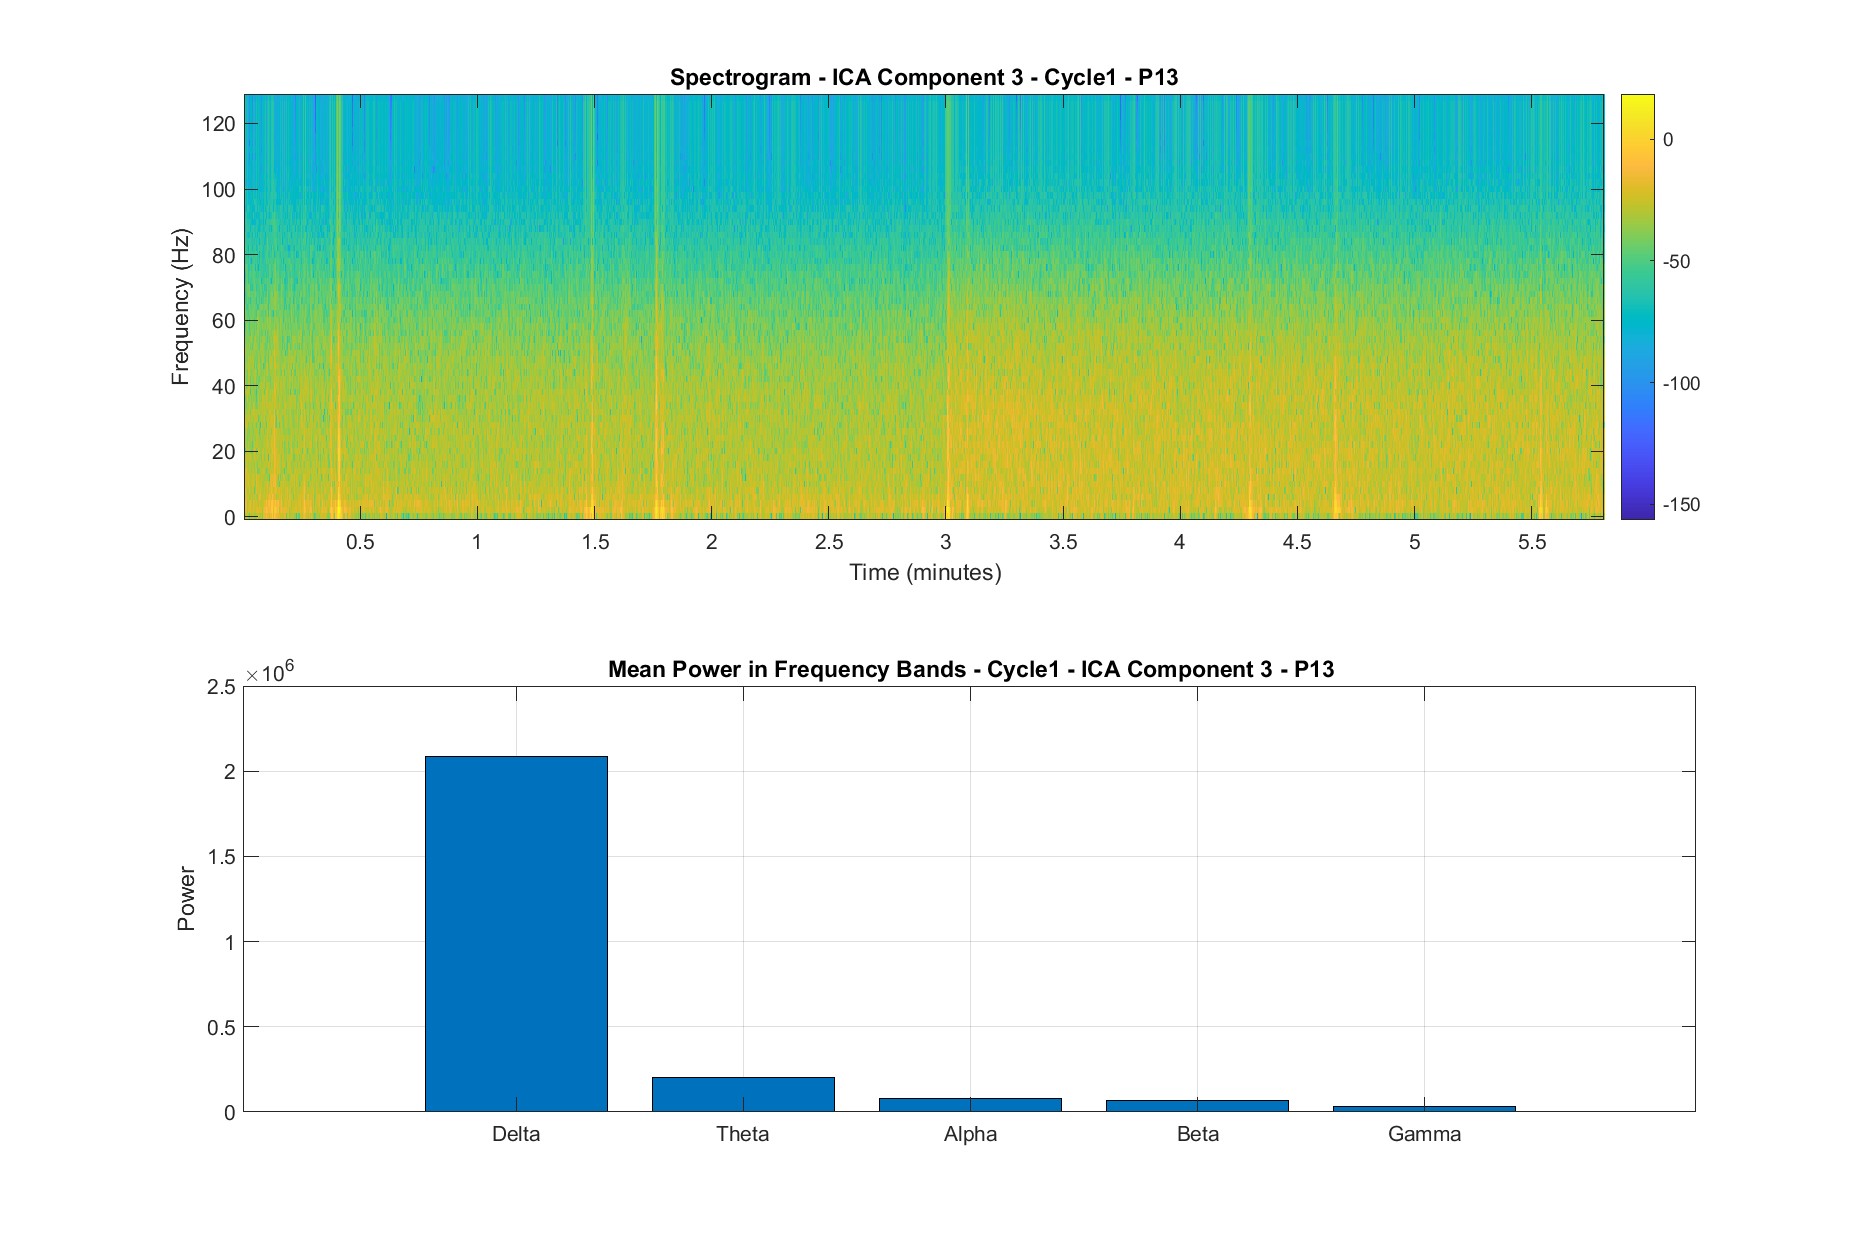 Spectrogram - ICA Component 3 - Cycle1 - P13
120
100
80
60
40
20
0
Frequency (Hz)
0.5 1 1.5 2 2.5 3 3.5 4 4.5 5 5.5
Time (minutes)
0
-50
-100
-150
Mean Power in Frequency Bands - Cycle1 - ICA Component 3 - P13
×10^6
2.5
2
1.5
1
0.5
0
Power
Delta Theta Alpha Beta Gamma